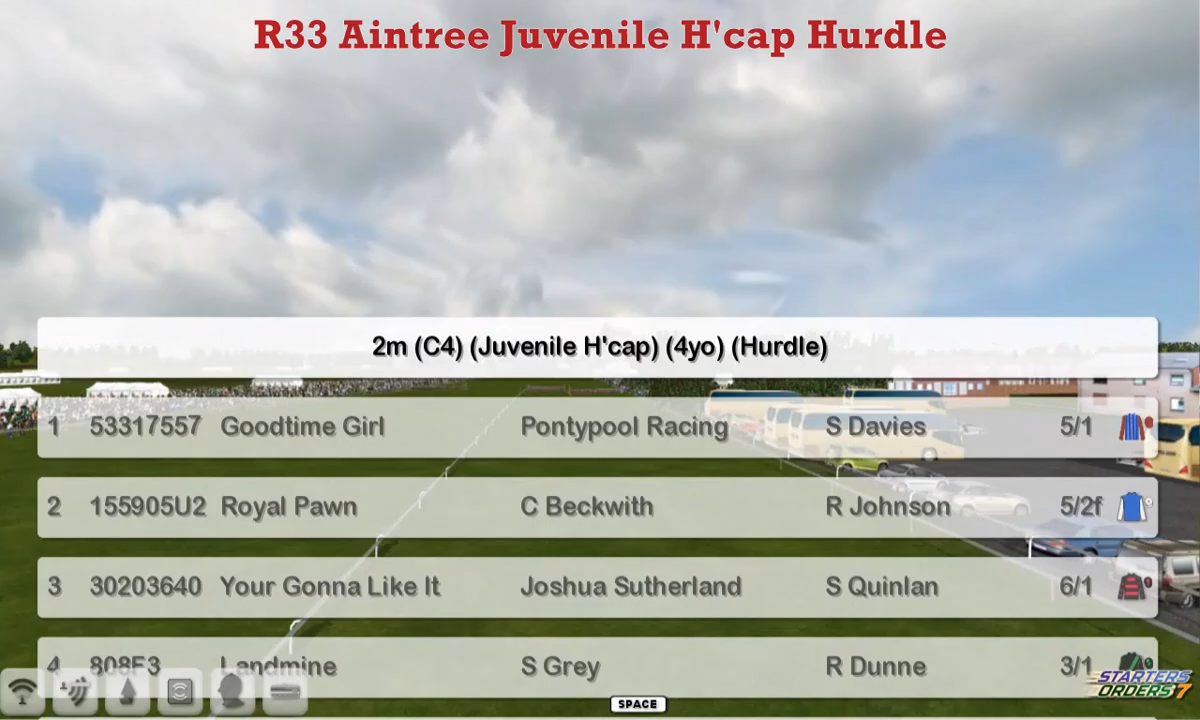 R33 Aintree Juvenile H'cap Hurdle
2m (C4) (Juvenile H'cap) (4yo) (Hurdle)
1 53317557 Goodtime Girl Pontypool Racing S Davies 5/1
2 155905U2 Royal Pawn C Beckwith R Johnson 5/2f
3 30203640 Your Gonna Like It Joshua Sutherland S Quinlan 6/1
4 808F3 Landmine S Grey R Dunne 3/1
SPACE
STARTERS
ORDERS 7